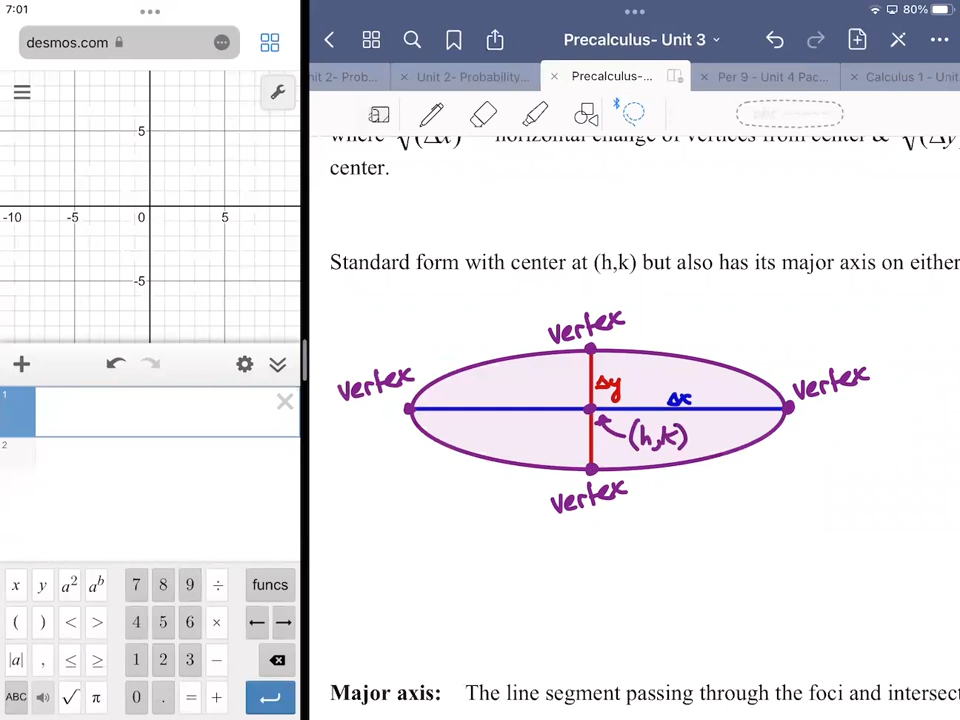 7:01
80%
desmos.com
Precalculus- Unit 3
nit 2- Prob...
Unit 2- Probability...
Precalculus-...
Per 9 - Unit 4 Pac...
Calculus 1 - Unit
5
-10 -5 0 5
-5
where √(Δx) = horizontal change of vertices from center & √(Δy)
center.
Standard form with center at (h,k) but also has its major axis on either
vertex
vertex Δy Δx vertex
(h,k)
vertex
1
2
x y a² aᵇ 7 8 9 ÷ funcs
( ) < > 4 5 6 × ← →
|a| , ≤ ≥ 1 2 3 −
ABC √ π 0 . = +
Major axis: The line segment passing through the foci and intersect